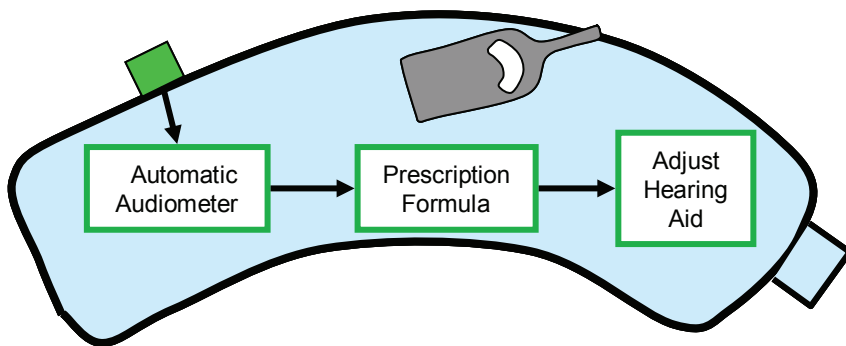 Automatic
Audiometer
Prescription
Formula
Adjust
Hearing
Aid